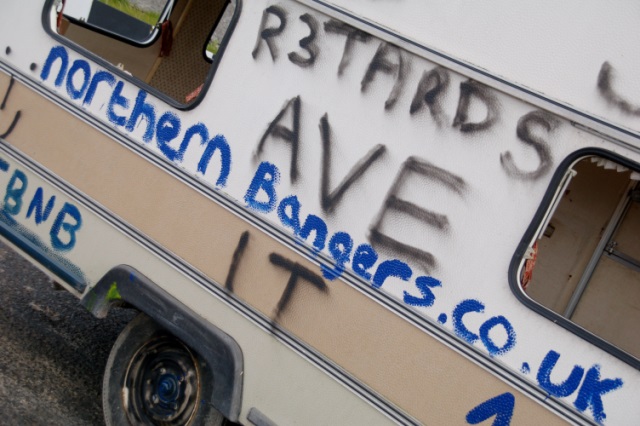 R3TARDS
AVE
IT
northern Bangers.co.uk
BNB